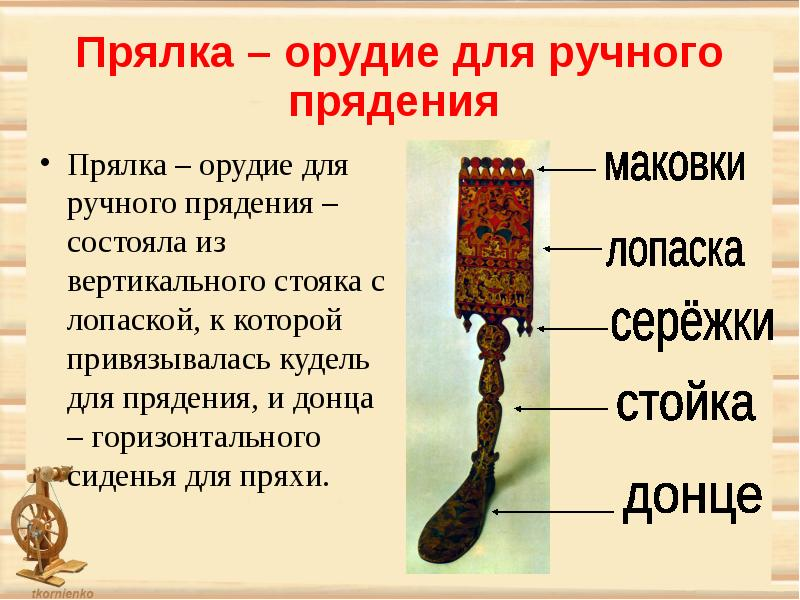 Прялка – орудие для ручного
прядения
• Прялка – орудие для
ручного прядения –
состояла из
вертикального стояка с
лопаской, к которой
привязывалась кудель
для прядения, и донца
– горизонтального
сиденья для пряхи.
маковки
лопаска
серёжки
стойка
донце
tkornienko